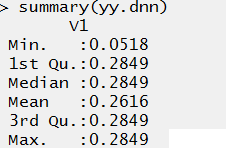 > summary(yy.dnn)
V1
Min.   :0.0518
1st Qu.:0.2849
Median :0.2849
Mean   :0.2616
3rd Qu.:0.2849
Max.   :0.2849